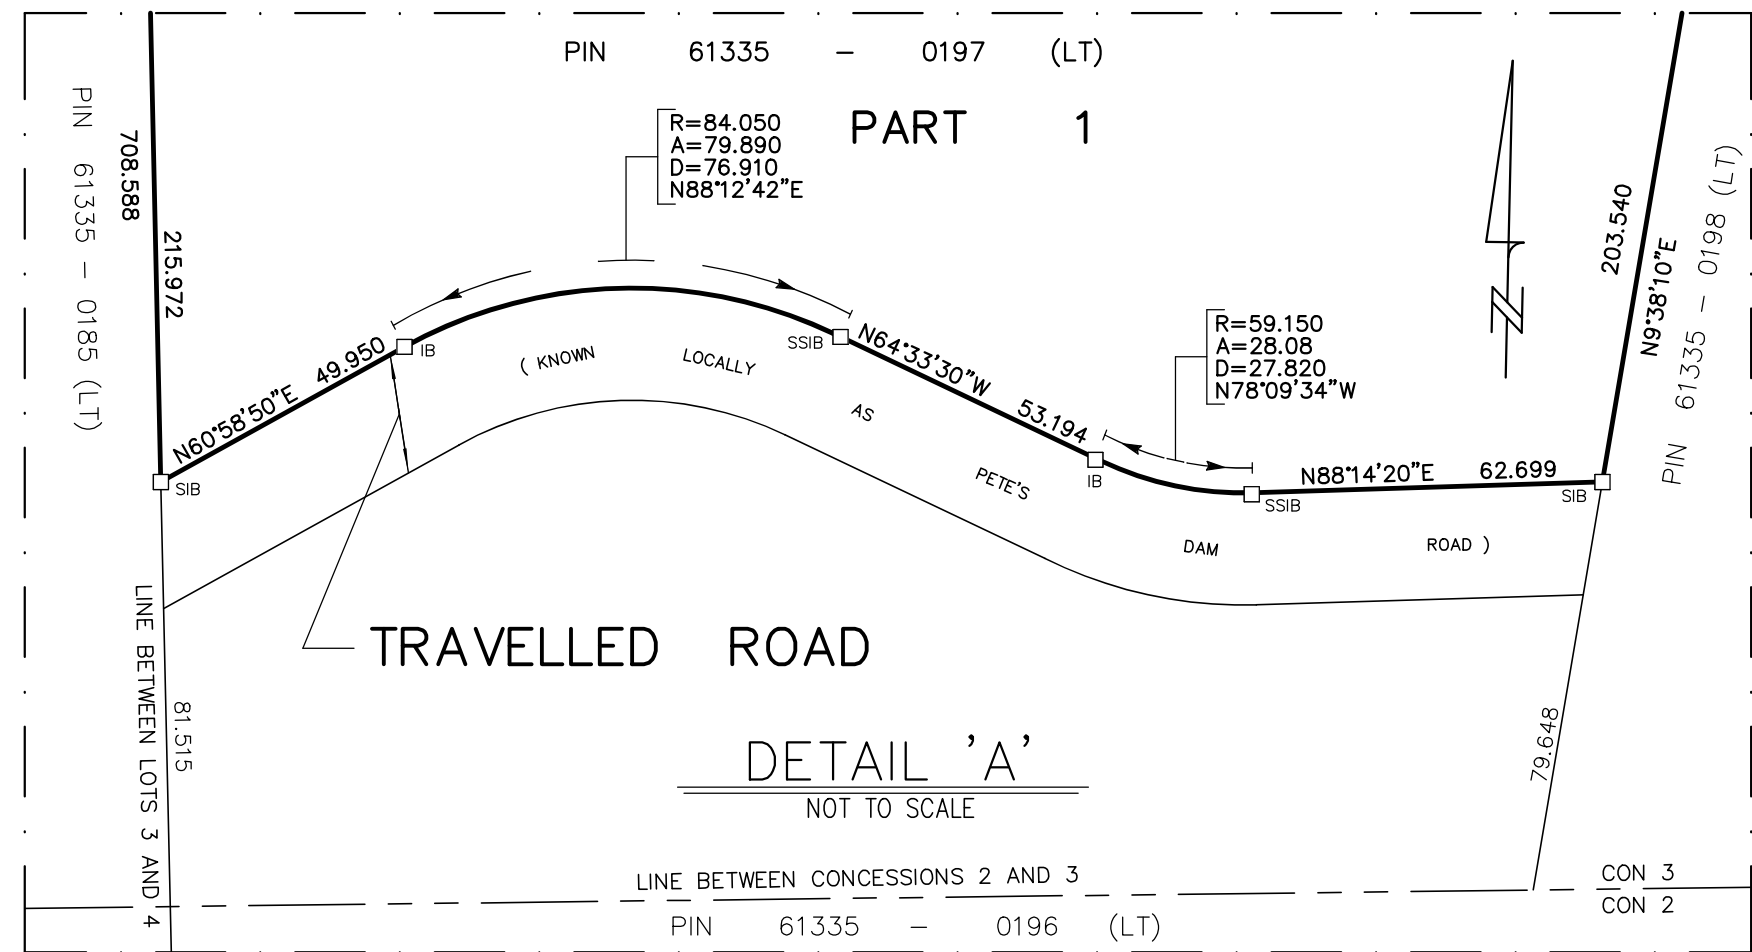 PIN 61335 - 0197 (LT)
PART 1
PIN 61335 - 0185 (LT)
708.588
215.972
R=84.050
A=79.890
D=76.910
N88°12'42"E
N60°58'50"E 49.950
SIB
IB
SSIB
N64°33'30"W 53.194
R=59.150
A=28.08
D=27.820
N78°09'34"W
IB
SSIB
N88°14'20"E 62.699
SIB
203.540
N9°38'10"E
PIN 61335 - 0198 (LT)
N
( KNOWN LOCALLY AS PETE'S DAM ROAD )
TRAVELLED ROAD
LINE BETWEEN LOTS 3 AND 4
81.515
79.648
DETAIL 'A'
NOT TO SCALE
LINE BETWEEN CONCESSIONS 2 AND 3
CON 3
CON 2
PIN 61335 - 0196 (LT)